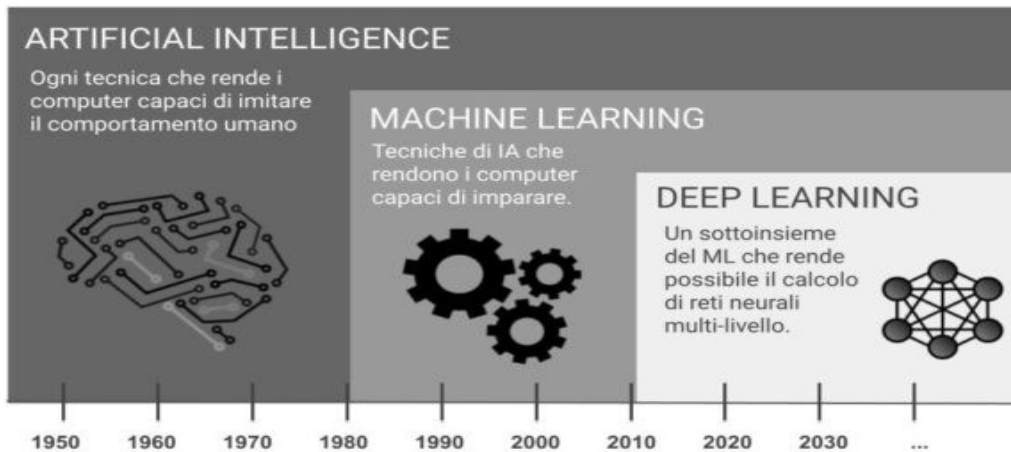 ARTIFICIAL INTELLIGENCE
Ogni tecnica che rende i
computer capaci di imitare
il comportamento umano
MACHINE LEARNING
Tecniche di IA che
rendono i computer
capaci di imparare.
DEEP LEARNING
Un sottoinsieme
del ML che rende
possibile il calcolo
di reti neurali
multi-livello.
1950 1960 1970 1980 1990 2000 2010 2020 2030 ...